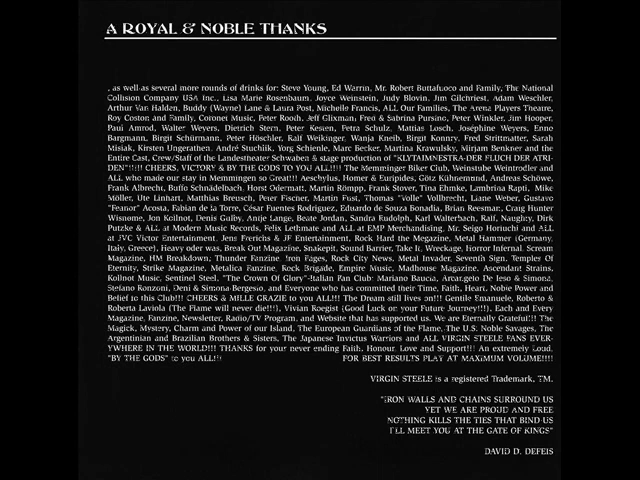 A ROYAL & NOBLE THANKS
, as well as several more rounds of drinks for: Steve Young, Ed Warrin, Mr. Robert Buttafuoco and Family, The National
Collision Company USA Inc., Lisa Marie Rosenbaum, Joyce Weinstein, Judy Blovin, Jim Gilchriest, Adam Weschler,
Arthur Van Halden, Buddy (Wayne) Lane & Laura Post, Michelle Francis, ALL Our Families, The Arena Players Theatre,
Roy Coston and Family, Coronet Music, Peter Rooch, Jeff Glixman, Fred & Sabrina Pursino, Peter Winkler, Jim Hooper,
Paul Amrod, Walter Weyers, Dietrich Stern, Peter Kesten, Petra Schulz, Mattias Losch, Joséphine Weyers, Enno
Bargmann, Birgit Schürmann, Peter Höschler, Ralf Weikinger, Wanja Kneib, Birgit Konney, Fred Strittmatter, Sarah
Misiak, Kirsten Ungerathen, André Stuchlik, Yorg Schienle, Marc Becker, Martina Krawulsky, Mirjam Benkner and the
Entire Cast, Crew/Staff of the Landestheater Schwaben & stage production of "KLYTAIMNESTRA-DER FLUCH DER ATRI-
DEN"!!!!! CHEERS, VICTORY & BY THE GODS TO YOU ALL!!!! The Memminger Biker Club, Weinstube Weintrodler and
ALL who made our stay in Memmingen so Great!!! Aeschylus, Homer & Euripides, Götz Kühnemund, Andreas Schöwe,
Frank Albrecht, Buffo Schnädelbach, Horst Odermatt, Martin Römpp, Frank Stover, Tina Ehmke, Lambrina Rapti, Mike
Möller, Ute Linhart, Matthias Breusch, Peter Fischer, Martin Fust, Thomas "Volle" Vollbrecht, Liane Weber, Gustavo
"Feanor" Acosta, Fabian de la Torre, César Fuentes Rodriguez, Eduardo de Souza Bonadia, Brian Reesman, Craig Hunter
Wisnome, Jon Kollnot, Denis Gulby, Antje Lange, Beate Jordan, Sandra Rudolph, Karl Walterbach, Ralf, Naughty, Dirk
Putzke & ALL at Modern Music Records, Felix Lethmate and ALL at EMP Merchandising, Mr. Seigo Horiuchi and ALL
at JVC Victor Entertainment, Jens Frerichs & JF Entertainment, Rock Hard the Megazine, Metal Hammer (Germany,
Italy, Greece), Heavy oder was, Break Out Magazine, Snakepit, Sound Barrier, Take It, Wreckage, Horror Infernal, Scream
Magazine, HM Breakdown, Thunder Fanzine, Iron Pages, Rock City News, Metal Invader, Seventh Sign, Temples Of
Eternity, Strike Magazine, Metalica Fanzine, Rock Brigade, Empire Music, Madhouse Magazine, Ascendant Strains,
Kollnot Music, Sentinel Steel, "The Crown Of Glory"-Italian Fan Club: Mariano Baucia, Arcangelo De Ieso & Simona,
Stefano Ronzoni, Deni & Simona Bergesio, and Everyone who has committed their Time, Faith, Heart, Noble Power and
Belief to this Club!!! CHEERS & MILLE GRAZIE to you ALL!!! The Dream still lives on!!! Gentile Emanuele, Roberto &
Roberta Laviola (The Flame will never die!!!), Vivian Roegist (Good Luck on your Future Journey!!!), Each and Every
Magazine, Fanzine, Newsletter, Radio/TV Program, and Website that has supported us. We are Eternally Grateful!!! The
Magick, Mystery, Charm and Power of our Island, The European Guardians of the Flame, The U.S. Noble Savages, The
Argentinian and Brazilian Brothers & Sisters, The Japanese Invictus Warriors and ALL VIRGIN STEELE FANS EVER-
YWHERE IN THE WORLD!!!! THANKS for your never ending Faith, Honour, Love and Support!!! An extremely Loud,
"BY THE GODS" to you ALL!!! FOR BEST RESULTS PLAY AT MAXIMUM VOLUME!!!!
VIRGIN STEELE is a registered Trademark, TM.
"IRON WALLS AND CHAINS SURROUND US
YET WE ARE PROUD AND FREE
NOTHING KILLS THE TIES THAT BIND US
I'LL MEET YOU AT THE GATE OF KINGS"
DAVID D. DEFEIS